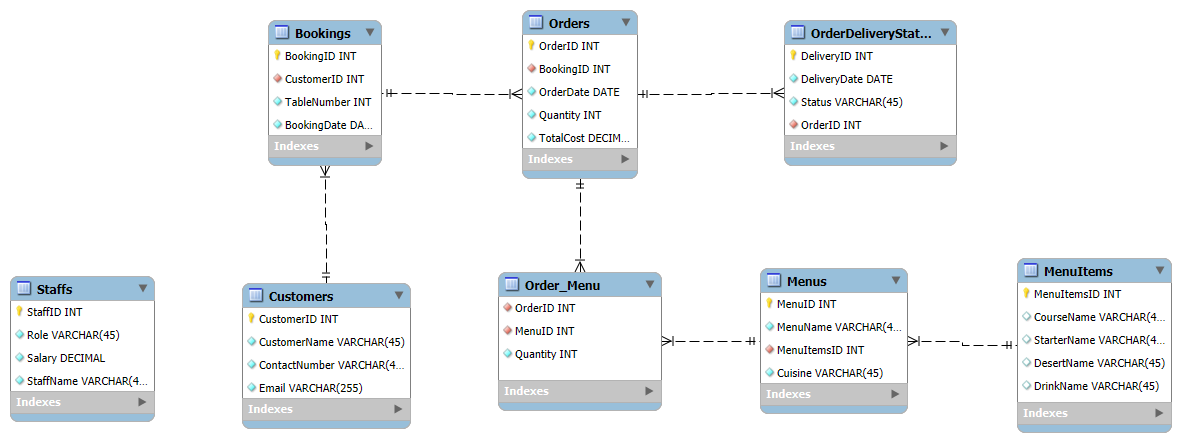 Bookings
BookingID INT
CustomerID INT
TableNumber INT
BookingDate DA...
Indexes
Orders
OrderID INT
BookingID INT
OrderDate DATE
Quantity INT
TotalCost DECIM...
Indexes
OrderDeliveryStat...
DeliveryID INT
DeliveryDate DATE
Status VARCHAR(45)
OrderID INT
Indexes
Staffs
StaffID INT
Role VARCHAR(45)
Salary DECIMAL
StaffName VARCHAR(4...
Indexes
Customers
CustomerID INT
CustomerName VARCHAR(45)
ContactNumber VARCHAR(4...
Email VARCHAR(255)
Indexes
Order_Menu
OrderID INT
MenuID INT
Quantity INT
Indexes
Menus
MenuID INT
MenuName VARCHAR(4...
MenuItemsID INT
Cuisine VARCHAR(45)
Indexes
MenuItems
MenuItemsID INT
CourseName VARCHAR(4...
StarterName VARCHAR(4...
DesertName VARCHAR(45)
DrinkName VARCHAR(45)
Indexes